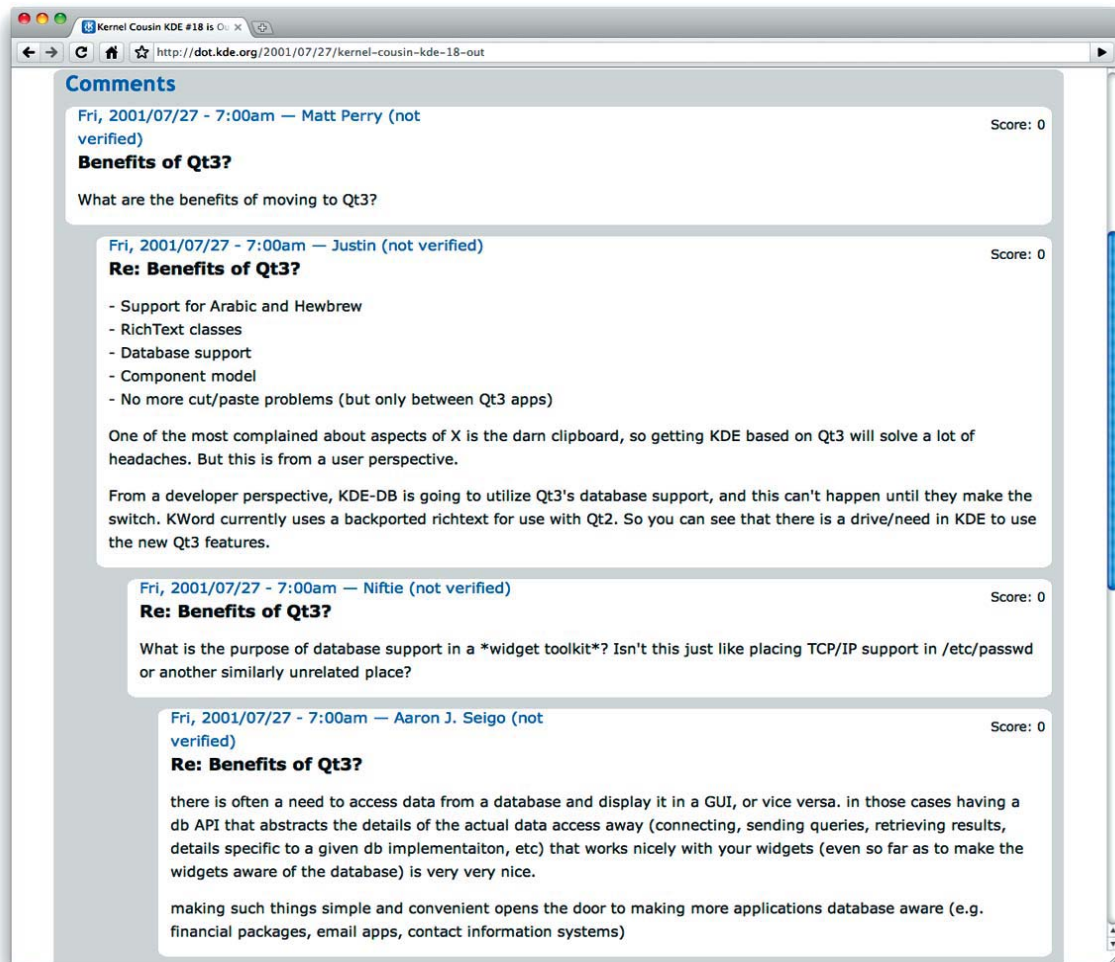 Kernel Cousin KDE #18 is Ou
http://dot.kde.org/2001/07/27/kernel-cousin-kde-18-out
Comments
Fri, 2001/07/27 - 7:00am — Matt Perry (not
verified)
Score: 0
Benefits of Qt3?
What are the benefits of moving to Qt3?
Fri, 2001/07/27 - 7:00am — Justin (not verified)
Score: 0
Re: Benefits of Qt3?
- Support for Arabic and Hewbrew
- RichText classes
- Database support
- Component model
- No more cut/paste problems (but only between Qt3 apps)
One of the most complained about aspects of X is the darn clipboard, so getting KDE based on Qt3 will solve a lot of
headaches. But this is from a user perspective.
From a developer perspective, KDE-DB is going to utilize Qt3's database support, and this can't happen until they make the
switch. KWord currently uses a backported richtext for use with Qt2. So you can see that there is a drive/need in KDE to use
the new Qt3 features.
Fri, 2001/07/27 - 7:00am — Niftie (not verified)
Score: 0
Re: Benefits of Qt3?
What is the purpose of database support in a *widget toolkit*? Isn't this just like placing TCP/IP support in /etc/passwd
or another similarly unrelated place?
Fri, 2001/07/27 - 7:00am — Aaron J. Seigo (not
verified)
Score: 0
Re: Benefits of Qt3?
there is often a need to access data from a database and display it in a GUI, or vice versa. in those cases having a
db API that abstracts the details of the actual data access away (connecting, sending queries, retrieving results,
details specific to a given db implementaiton, etc) that works nicely with your widgets (even so far as to make the
widgets aware of the database) is very very nice.
making such things simple and convenient opens the door to making more applications database aware (e.g.
financial packages, email apps, contact information systems)